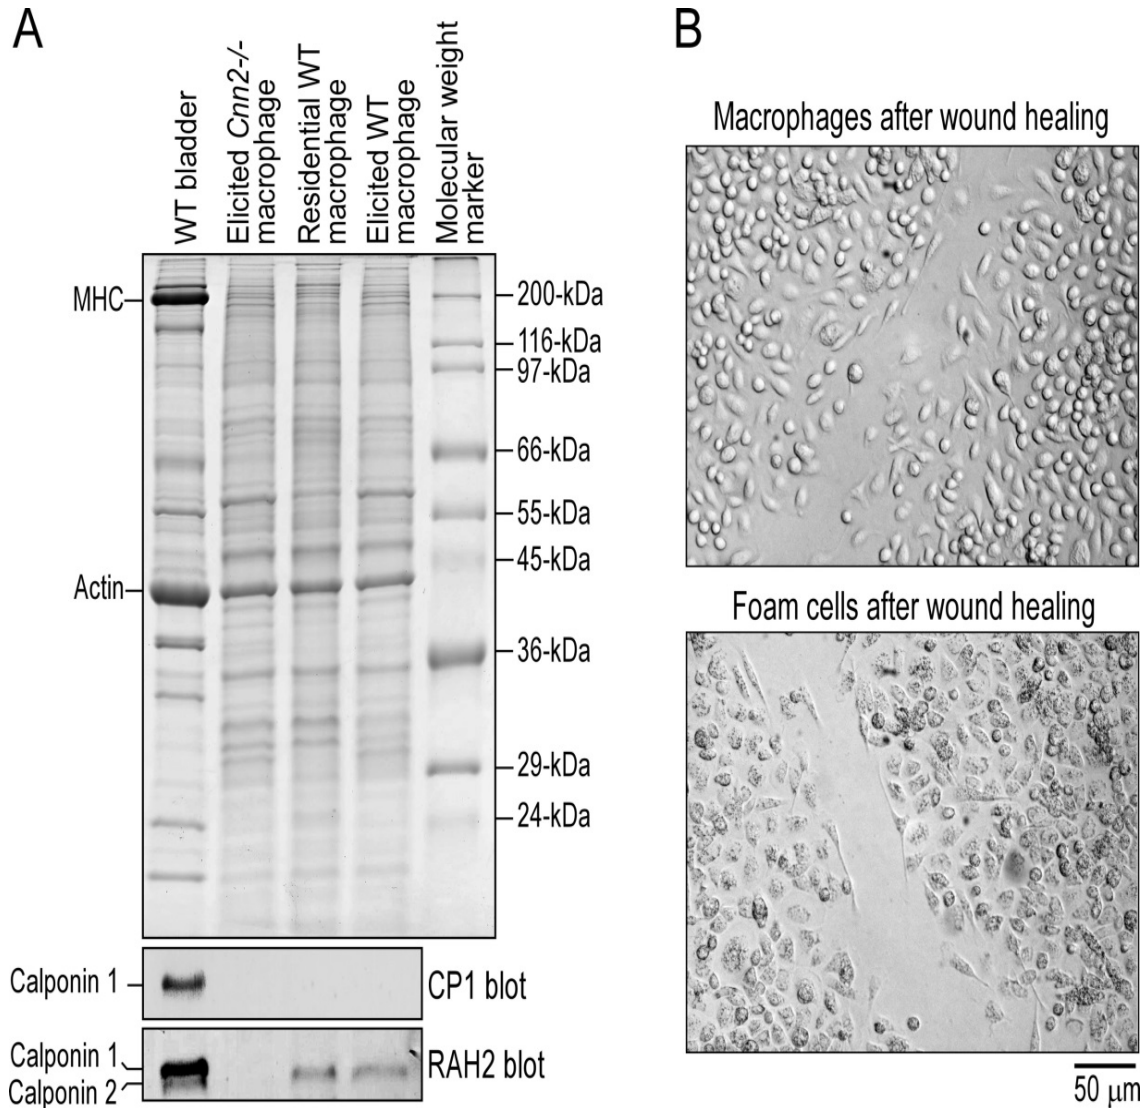 A
WT bladder
Elicited Cnn2-/-
macrophage
Residential WT
macrophage
Elicited WT
macrophage
Molecular weight
marker
MHC
Actin
200-kDa
116-kDa
97-kDa
66-kDa
55-kDa
45-kDa
36-kDa
29-kDa
24-kDa
Calponin 1
CP1 blot
Calponin 1
Calponin 2
RAH2 blot
B
Macrophages after wound healing
Foam cells after wound healing
50 μm